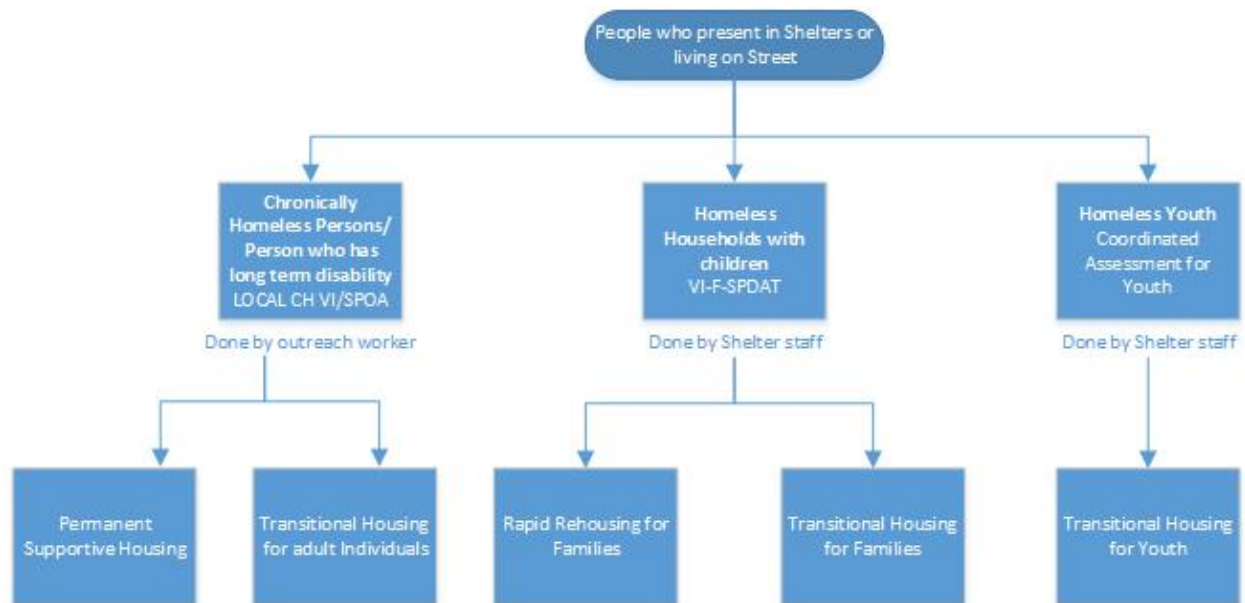 People who present in Shelters or
living on Street
Chronically
Homeless Persons/
Person who has
long term disability
LOCAL CH VI/SPOA
Homeless
Households with
children
VI-F-SPDAT
Homeless Youth
Coordinated
Assessment for
Youth
Done by outreach worker
Done by Shelter staff
Done by Shelter staff
Permanent
Supportive Housing
Transitional Housing
for adult Individuals
Rapid Rehousing for
Families
Transitional Housing
for Families
Transitional Housing
for Youth